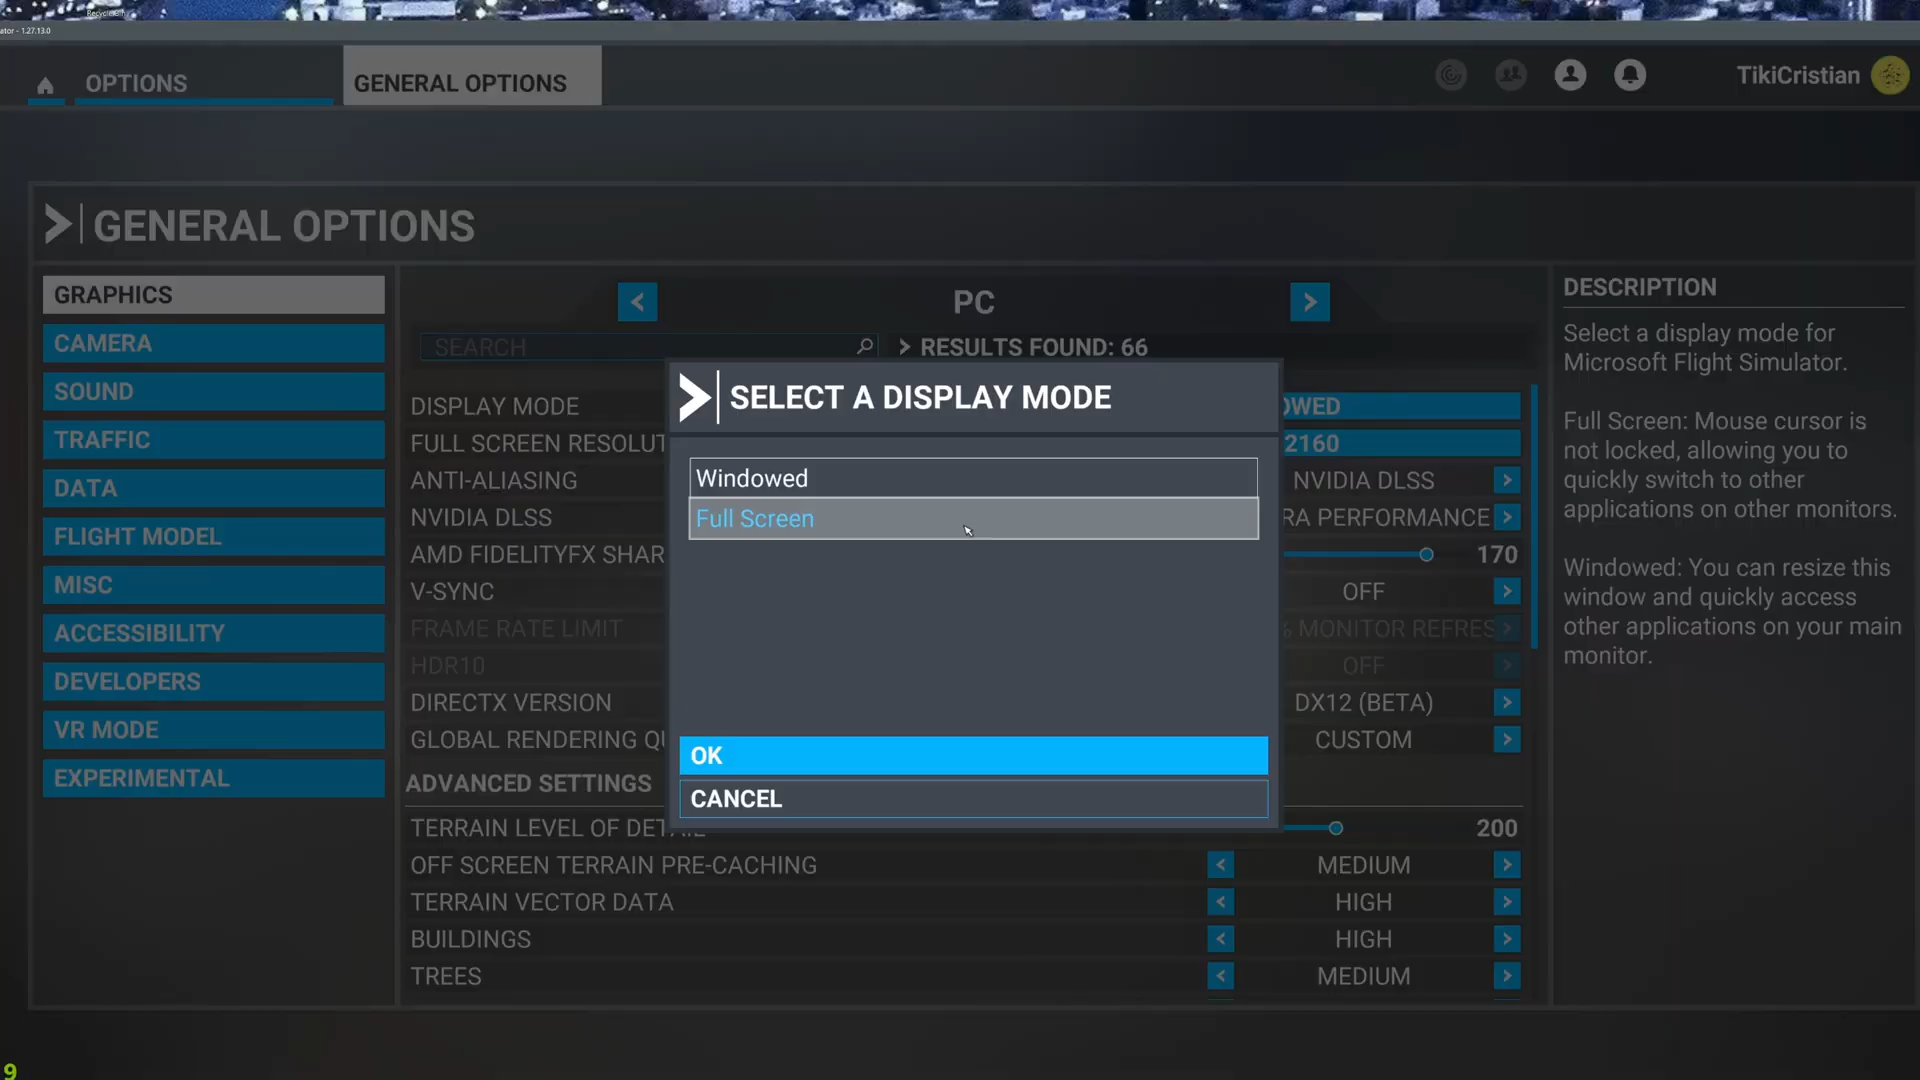 ator - 1.27.13.0
OPTIONS
GENERAL OPTIONS
TikiCristian
GENERAL OPTIONS
GRAPHICS
CAMERA
SOUND
TRAFFIC
DATA
FLIGHT MODEL
MISC
ACCESSIBILITY
DEVELOPERS
VR MODE
EXPERIMENTAL
PC
SEARCH
RESULTS FOUND: 66
DISPLAY MODE
OWED
FULL SCREEN RESOLUT
2160
ANTI-ALIASING
NVIDIA DLSS
NVIDIA DLSS
RA PERFORMANCE
AMD FIDELITYFX SHAR
170
V-SYNC
OFF
FRAME RATE LIMIT
% MONITOR REFRES
HDR10
OFF
DIRECTX VERSION
DX12 (BETA)
GLOBAL RENDERING QU
CUSTOM
ADVANCED SETTINGS
TERRAIN LEVEL OF DETAIL
200
OFF SCREEN TERRAIN PRE-CACHING
MEDIUM
TERRAIN VECTOR DATA
HIGH
BUILDINGS
HIGH
TREES
MEDIUM
SELECT A DISPLAY MODE
Windowed
Full Screen
OK
CANCEL
DESCRIPTION
Select a display mode for
Microsoft Flight Simulator.
Full Screen: Mouse cursor is
not locked, allowing you to
quickly switch to other
applications on other monitors.
Windowed: You can resize this
window and quickly access
other applications on your main
monitor.
9